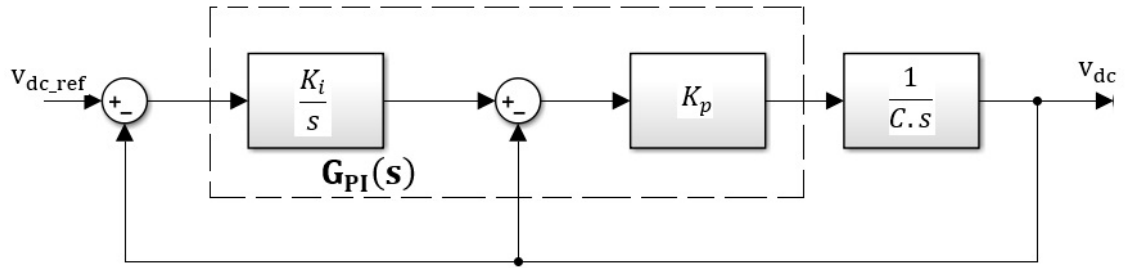 v_dc_ref
+
−
K_i
s
+
−
K_p
1
C.s
v_dc
G_PI(s)